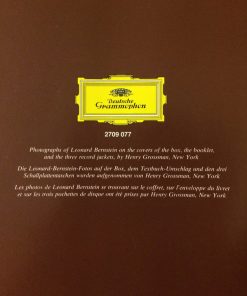 Deutsche
Grammophon
2709 077
Phonographs of Leonard Bernstein on the covers of the box, the booklet,
and the three record jackets, by Henry Grossman, New York
Die Leonard-Bernstein-Fotos auf der Box, dem Textbuch-Umschlag und den drei
Schallplattentaschen wurden aufgenommen von Henry Grossman, New York
Les photos de Leonard Bernstein se trouvant sur le coffret, sur l'enveloppe du livret
et sur les trois pochettes de disque ont été prises par Henry Grossman, New York